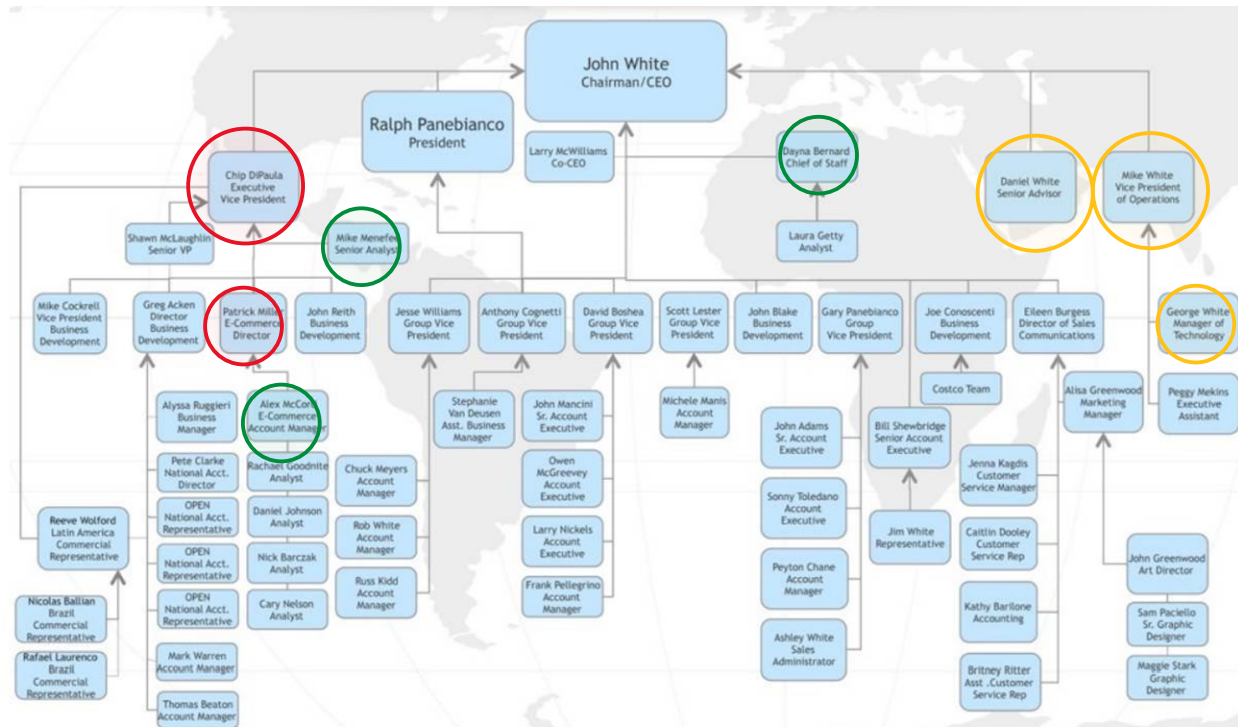 John White
Chairman/CEO
Ralph Panebianco
President
Larry McWilliams
Co-CEO
Dayna Bernard
Chief of Staff
Chip DiPaula
Executive
Vice President
Daniel White
Senior Advisor
Mike White
Vice President
of Operations
Shawn McLaughlin
Senior VP
Mike Menefee
Senior Analyst
Laura Getty
Analyst
Mike Cockrell
Vice President
Business
Development
Greg Acken
Director
Business
Development
Patrick Miller
E-Commerce
Director
John Reith
Business
Development
Jesse Williams
Group Vice
President
Anthony Cognetti
Group Vice
President
David Boshea
Group Vice
President
Scott Lester
Group Vice
President
John Blake
Business
Development
Gary Panebianco
Group
Vice President
Joe Conoscenti
Business
Development
Eileen Burgess
Director of Sales
Communications
George White
Manager of
Technology
Alyssa Ruggieri
Business
Manager
Alex McCord
E-Commerce
Account Manager
Stephanie
Van Deusen
Asst. Business
Manager
John Mancini
Sr. Account
Executive
Michele Manis
Account
Manager
Costco Team
Alisa Greenwood
Marketing
Manager
Peggy Mekins
Executive
Assistant
John Adams
Sr. Account
Executive
Bill Shewbridge
Senior Account
Executive
Pete Clarke
National Acct.
Director
Rachael Goodnite
Analyst
Chuck Meyers
Account
Manager
Owen
McGreevey
Account
Executive
Jenna Kagdis
Customer
Service Manager
OPEN
National Acct.
Representative
Daniel Johnson
Analyst
Sonny Toledano
Account
Executive
Reeve Wolford
Latin America
Commercial
Representative
OPEN
National Acct.
Representative
Nick Barczak
Analyst
Rob White
Account
Manager
Larry Nickels
Account
Executive
Jim White
Representative
Caitlin Dooley
Customer
Service Rep
John Greenwood
Art Director
OPEN
National Acct.
Representative
Cary Nelson
Analyst
Russ Kidd
Account
Manager
Frank Pellegrino
Account
Manager
Peyton Chane
Account
Manager
Nicolas Ballian
Brazil
Commercial
Representative
Kathy Barilone
Accounting
Sam Paciello
Sr. Graphic
Designer
Rafael Laurenco
Brazil
Commercial
Representative
Mark Warren
Account Manager
Ashley White
Sales
Administrator
Britney Ritter
Asst .Customer
Service Rep
Maggie Stark
Graphic
Designer
Thomas Beaton
Account Manager